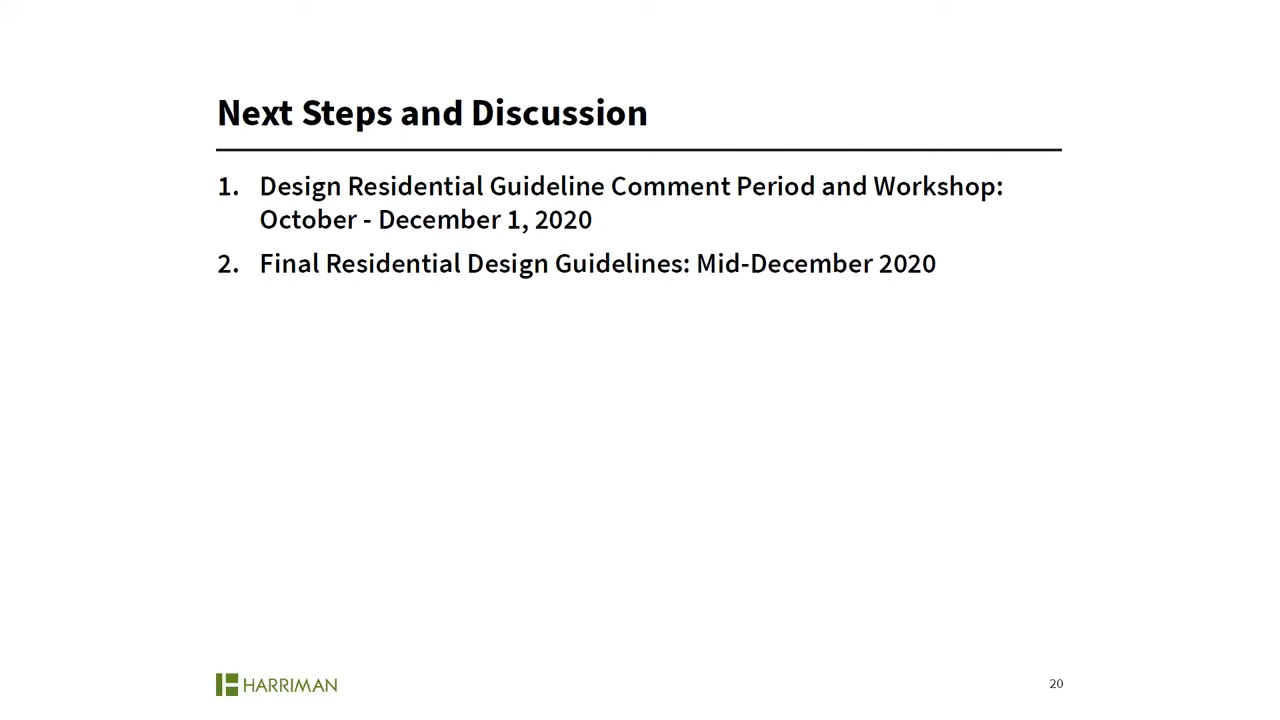 Next Steps and Discussion
1. Design Residential Guideline Comment Period and Workshop:
October - December 1, 2020
2. Final Residential Design Guidelines: Mid-December 2020
HARRIMAN
20